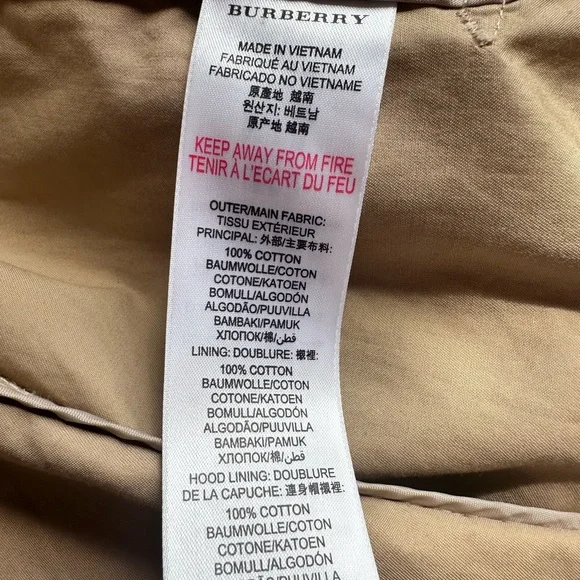 BURBERRY
MADE IN VIETNAM
FABRIQUÉ AU VIETNAM
FABRICADO NO VIETNAME
原產地 越南
원산지: 베트남
原产地 越南
KEEP AWAY FROM FIRE
TENIR À L'ECART DU FEU
OUTER/MAIN FABRIC:
TISSU EXTÉRIEUR
PRINCIPAL: 外部/主要布料:
100% COTTON
BAUMWOLLE/COTON
COTONE/KATOEN
BOMULL/ALGODÓN
ALGODÃO/PUUVILLA
BAMBAKI/PAMUK
ХЛОПОК/棉/قطن
LINING: DOUBLURE: 襯裡:
100% COTTON
BAUMWOLLE/COTON
COTONE/KATOEN
BOMULL/ALGODÓN
ALGODÃO/PUUVILLA
BAMBAKI/PAMUK
ХЛОПОК/棉/قطن
HOOD LINING: DOUBLURE
DE LA CAPUCHE: 連身帽襯裡:
100% COTTON
BAUMWOLLE/COTON
COTONE/KATOEN
BOMULL/ALGODÓN
ALGODÃO/PUUVILLA